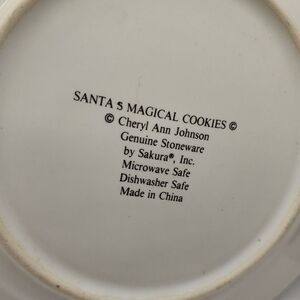 SANTA S MAGICAL COOKIES ©
© Cheryl Ann Johnson
Genuine Stoneware
by Sakura®, Inc.
Microwave Safe
Dishwasher Safe
Made in China